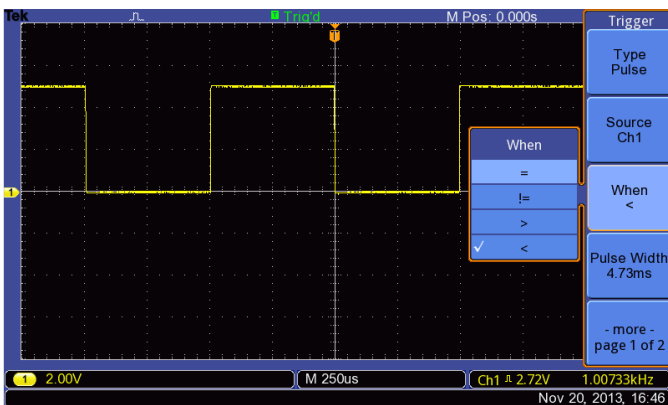 Tek
T Trig'd
M Pos: 0.000s
T
Trigger
Type
Pulse
Source
Ch1
When
<
Pulse Width
4.73ms
- more -
page 1 of 2
When
=
!=
>
✓ <
1
1 2.00V
M 250us
Ch1 2.72V
1.00733kHz
Nov 20, 2013, 16:46